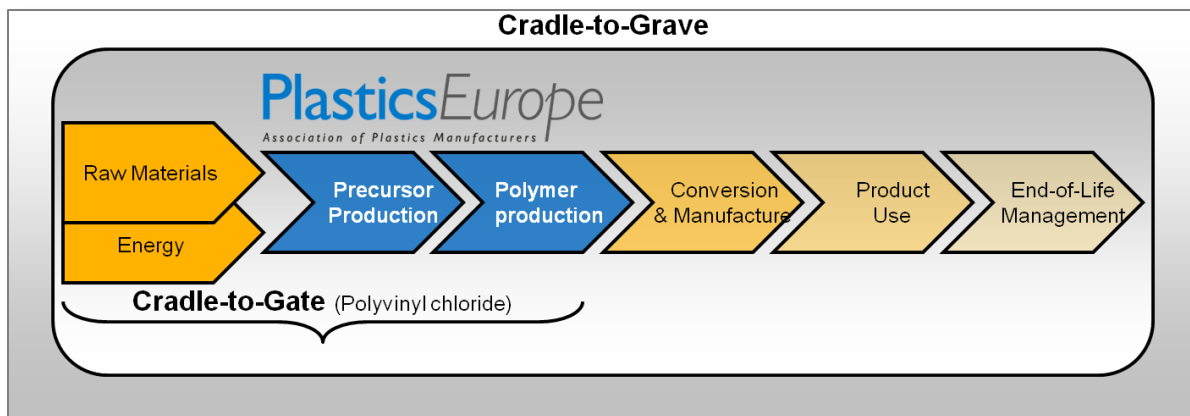 Cradle-to-Grave
PlasticsEurope
Association of Plastics Manufacturers
Raw Materials
Energy
Precursor
Production
Polymer
production
Conversion
& Manufacture
Product
Use
End-of-Life
Management
Cradle-to-Gate (Polyvinyl chloride)